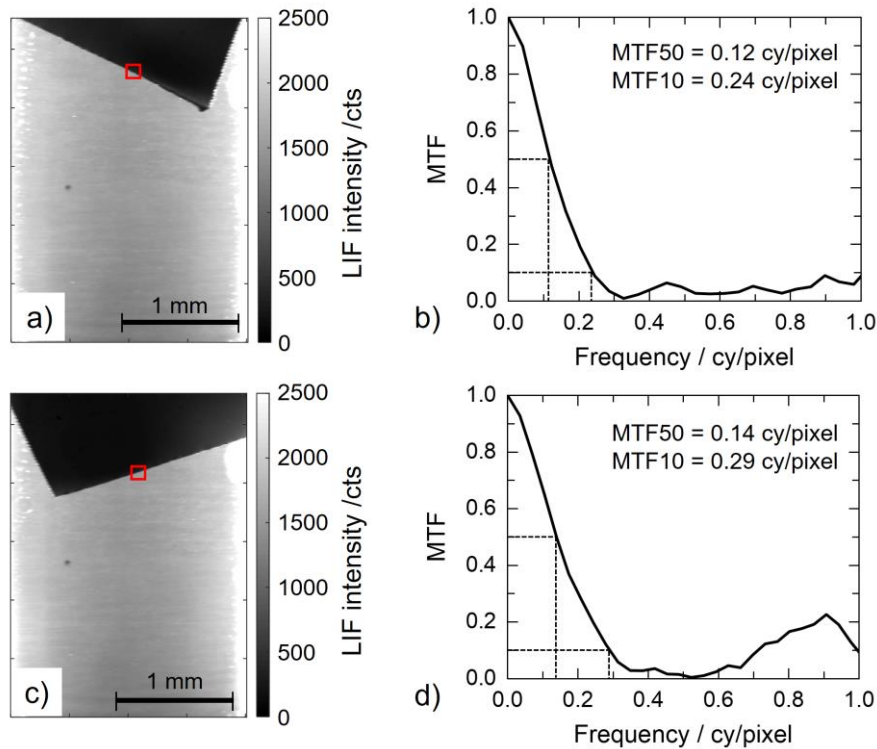 2500
2000
1500
1000
500
0
LIF intensity /cts
1 mm
a)
1.0
0.8
0.6
0.4
0.2
0.0
MTF
MTF50 = 0.12 cy/pixel
MTF10 = 0.24 cy/pixel
0.0 0.2 0.4 0.6 0.8 1.0
Frequency / cy/pixel
b)
2500
2000
1500
1000
500
0
LIF intensity /cts
1 mm
c)
1.0
0.8
0.6
0.4
0.2
0.0
MTF
MTF50 = 0.14 cy/pixel
MTF10 = 0.29 cy/pixel
0.0 0.2 0.4 0.6 0.8 1.0
Frequency / cy/pixel
d)